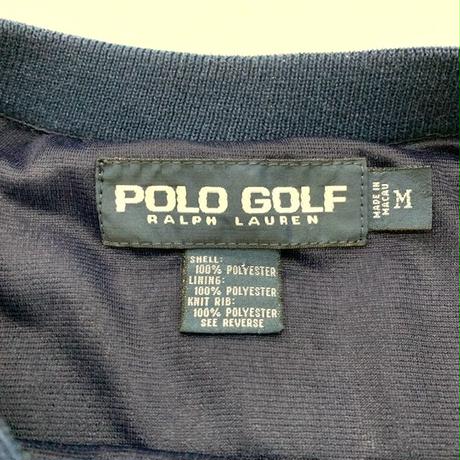 POLO GOLF
RALPH LAUREN
MADE IN
MACAU
M
SHELL:
100% POLYESTER
LINING:
100% POLYESTER
KNIT RIB:
100% POLYESTER
SEE REVERSE